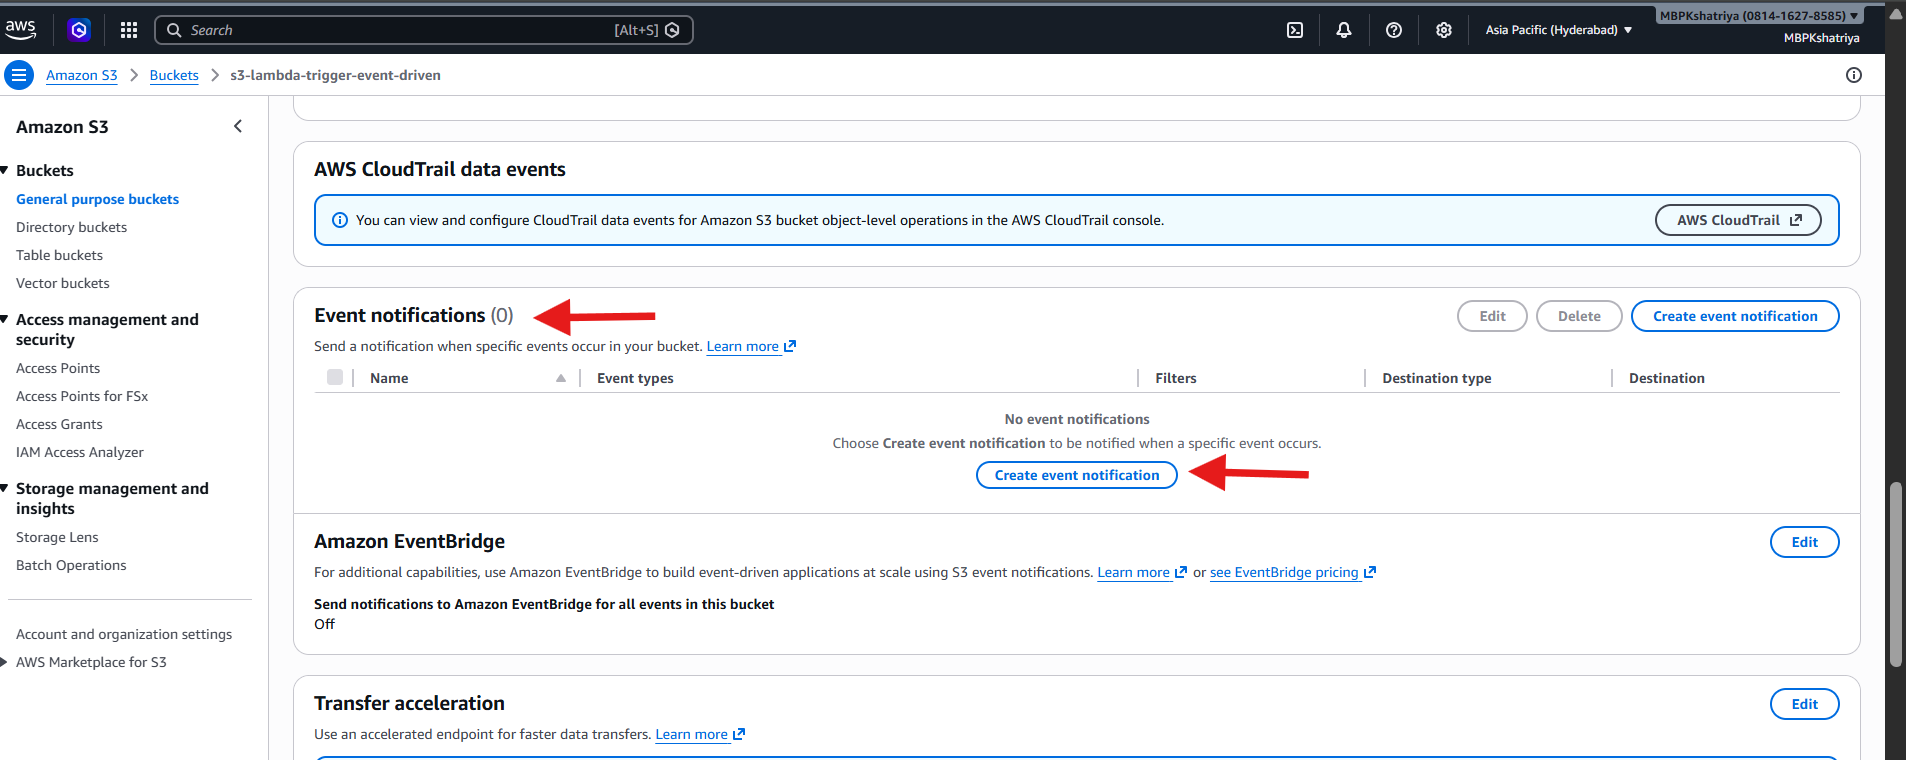 aws
Search
[Alt+S]
Asia Pacific (Hyderabad)
MBPKshatriya (0814-1627-8585)
MBPKshatriya
Amazon S3
Buckets
s3-lambda-trigger-event-driven
Amazon S3
Buckets
General purpose buckets
Directory buckets
Table buckets
Vector buckets
Access management and
security
Access Points
Access Points for FSx
Access Grants
IAM Access Analyzer
Storage management and
insights
Storage Lens
Batch Operations
Account and organization settings
AWS Marketplace for S3
AWS CloudTrail data events
You can view and configure CloudTrail data events for Amazon S3 bucket object-level operations in the AWS CloudTrail console.
AWS CloudTrail
Event notifications (0)
Edit
Delete
Create event notification
Send a notification when specific events occur in your bucket. Learn more
Name
Event types
Filters
Destination type
Destination
No event notifications
Choose Create event notification to be notified when a specific event occurs.
Create event notification
Amazon EventBridge
Edit
For additional capabilities, use Amazon EventBridge to build event-driven applications at scale using S3 event notifications. Learn more or see EventBridge pricing
Send notifications to Amazon EventBridge for all events in this bucket
Off
Transfer acceleration
Edit
Use an accelerated endpoint for faster data transfers. Learn more